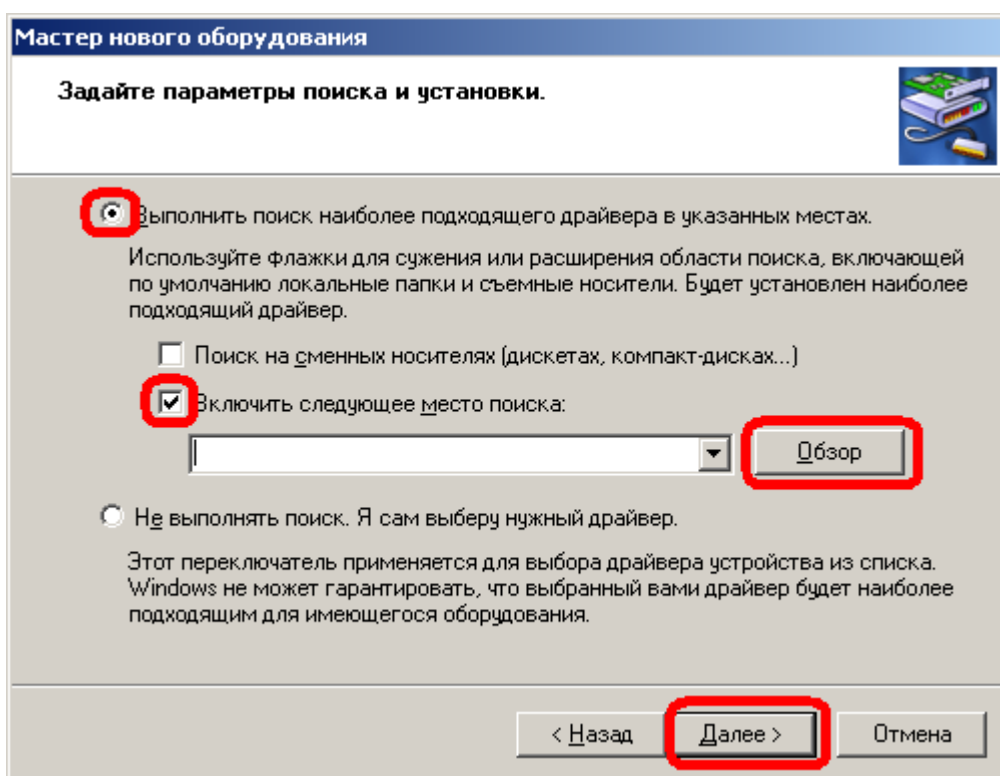 Мастер нового оборудования
Задайте параметры поиска и установки.
Выполнить поиск наиболее подходящего драйвера в указанных местах.
Используйте флажки для сужения или расширения области поиска, включающей
по умолчанию локальные папки и съемные носители. Будет установлен наиболее
подходящий драйвер.
Поиск на сменных носителях (дискетах, компакт-дисках...)
Включить следующее место поиска:
Обзор
Не выполнять поиск. Я сам выберу нужный драйвер.
Этот переключатель применяется для выбора драйвера устройства из списка.
Windows не может гарантировать, что выбранный вами драйвер будет наиболее
подходящим для имеющегося оборудования.
< Назад Далее > Отмена